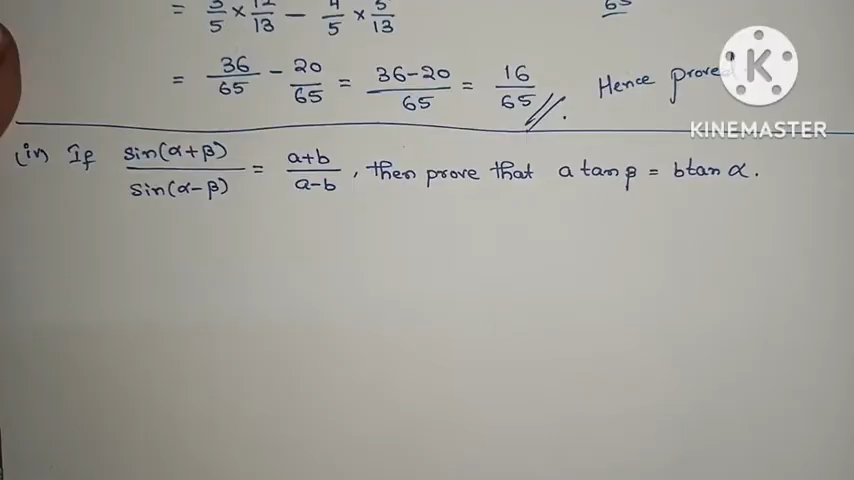 = 3/5 × 12/13 − 4/5 × 5/13
65
= 36/65 − 20/65 = (36−20)/65 = 16/65 // . Hence proved
KINEMASTER
(iv) If sin(α+β)/sin(α−β) = (a+b)/(a−b), then prove that a tan β = b tan α.